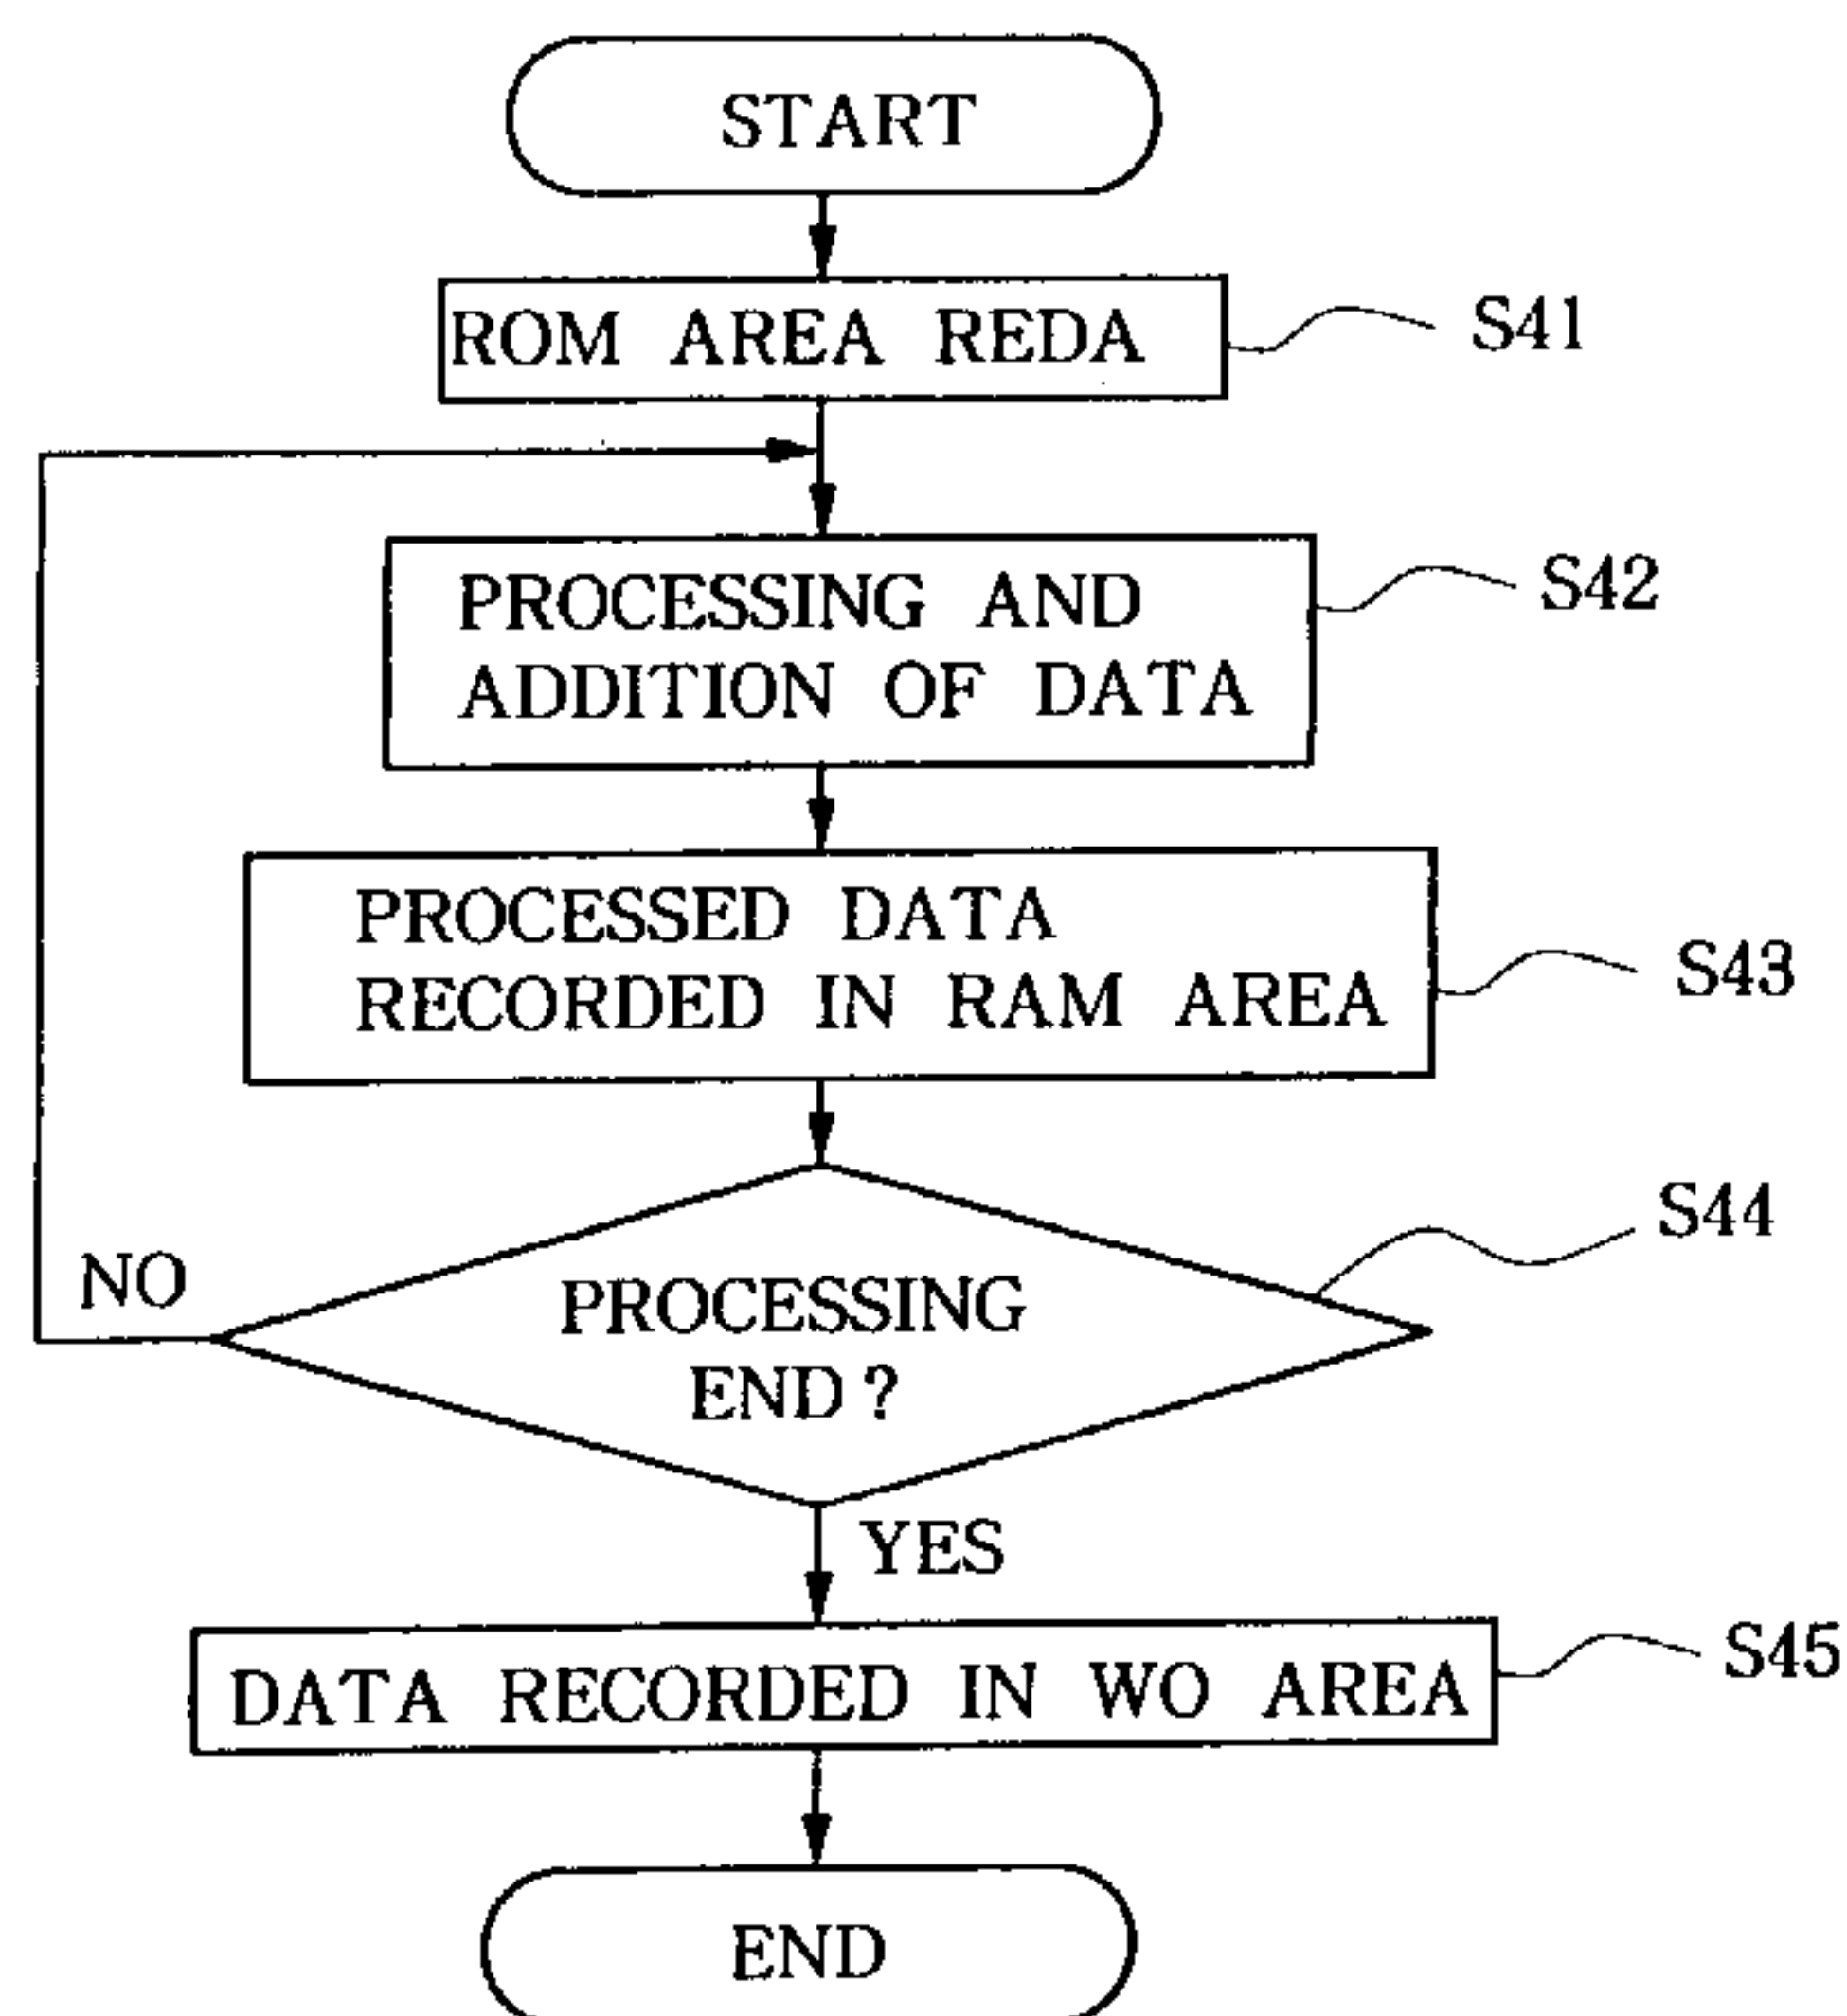 START
ROM AREA REDA
S41
PROCESSING AND
ADDITION OF DATA
S42
PROCESSED DATA
RECORDED IN RAM AREA
S43
S44
NO
PROCESSING
END?
YES
DATA RECORDED IN WO AREA
S45
END